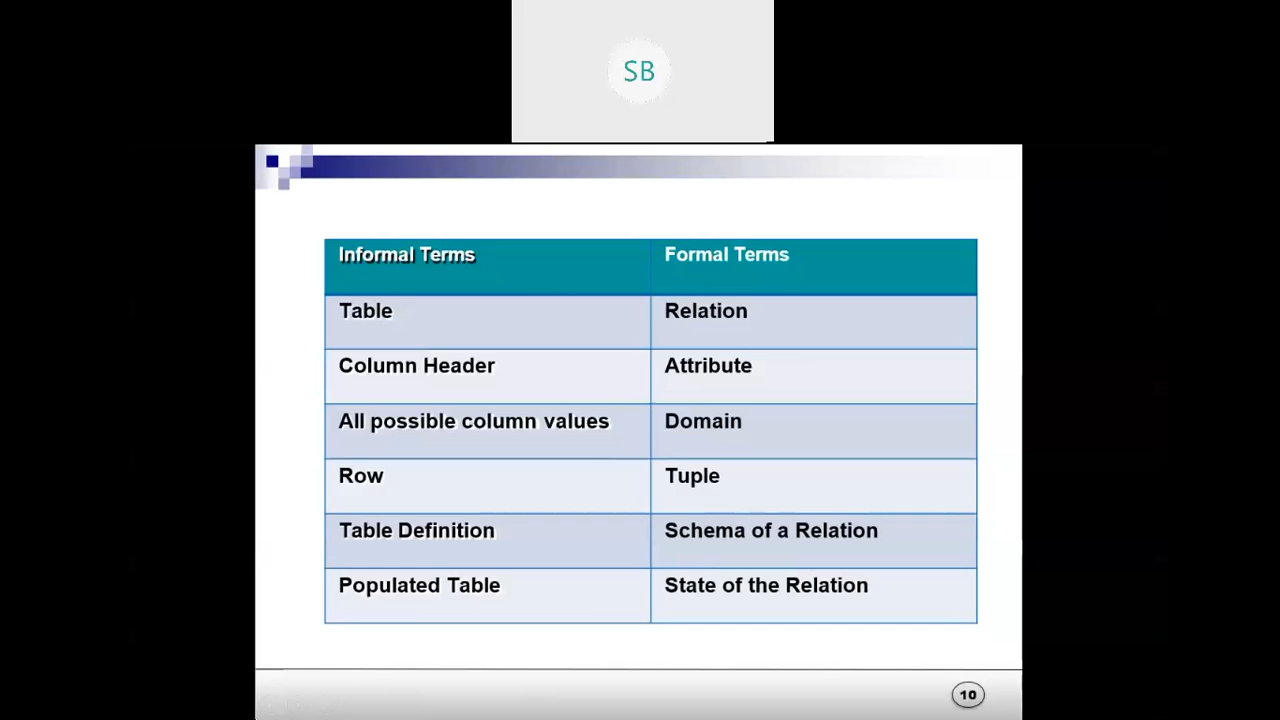 SB
Informal Terms Formal Terms
Table Relation
Column Header Attribute
All possible column values Domain
Row Tuple
Table Definition Schema of a Relation
Populated Table State of the Relation
10